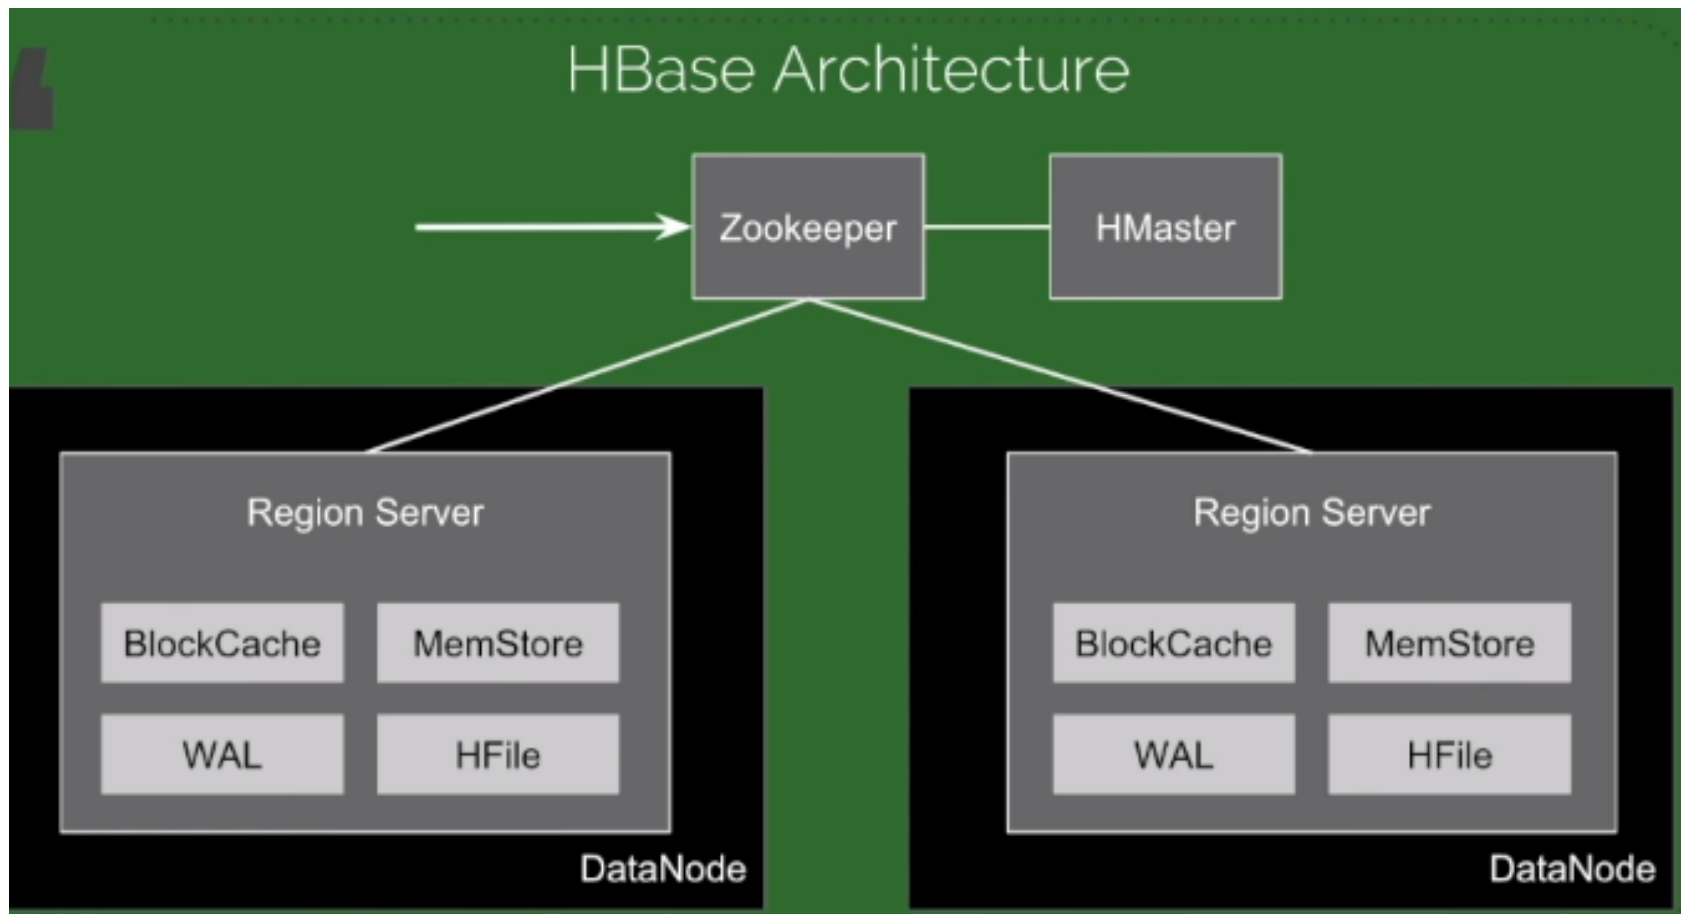 HBase Architecture
Zookeeper
HMaster
Region Server
BlockCache
MemStore
WAL
HFile
DataNode
Region Server
BlockCache
MemStore
WAL
HFile
DataNode